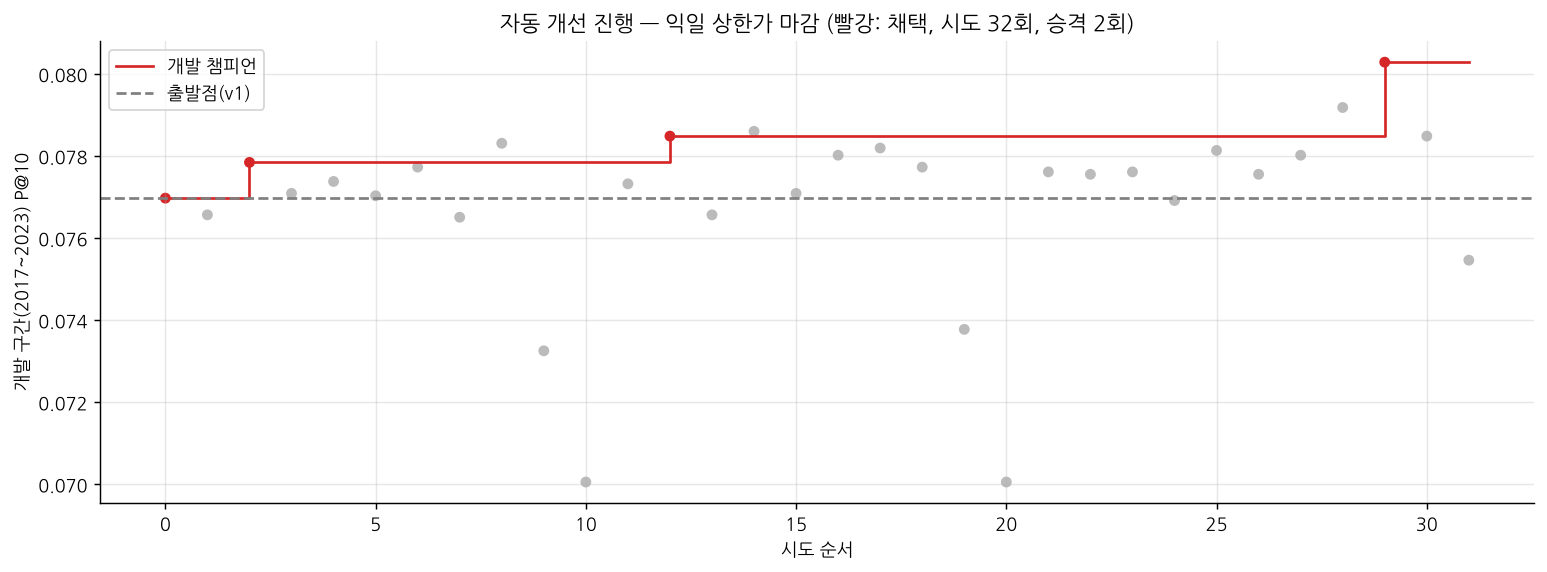 자동 개선 진행 — 익일 상한가 마감 (빨강: 채택, 시도 32회, 승격 2회)
개발 챔피언
출발점(v1)
개발 구간(2017~2023) P@10
0.080
0.078
0.076
0.074
0.072
0.070
0
5
10
15
20
25
30
시도 순서